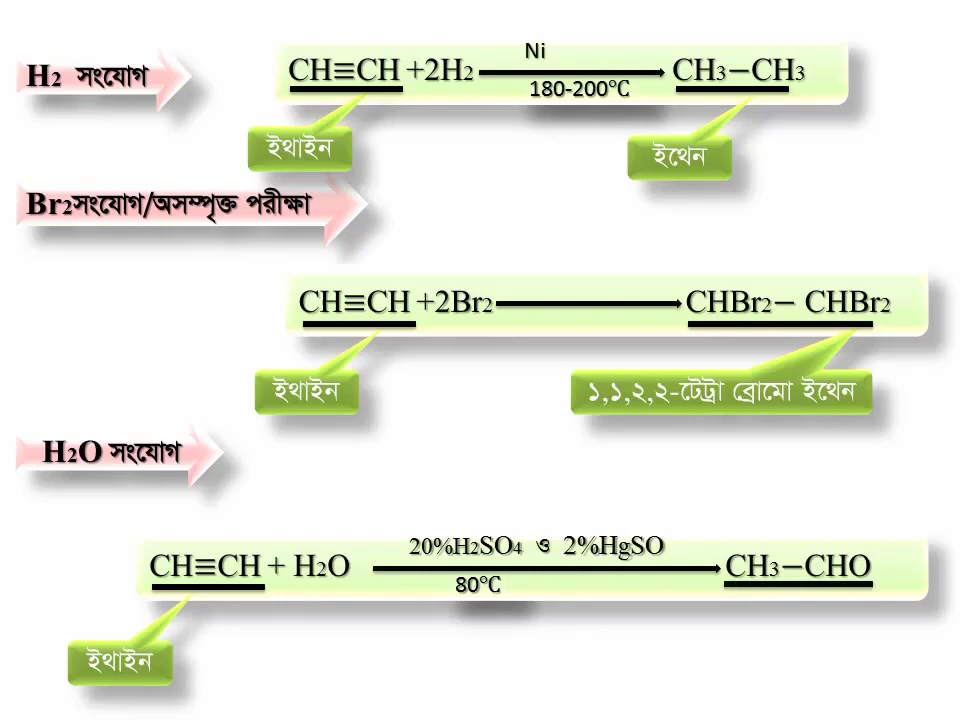 H2 সংযোগ
Ni
CH≡CH +2H2 CH3–CH3
180-200℃
ইথাইন
ইথেন
Br2সংযোগ/অসম্পৃক্ত পরীক্ষা
CH≡CH +2Br2 CHBr2– CHBr2
ইথাইন
১,১,২,২-টেট্রা ব্রোমো ইথেন
H2O সংযোগ
20%H2SO4 ও 2%HgSO
CH≡CH + H2O CH3–CHO
80℃
ইথাইন